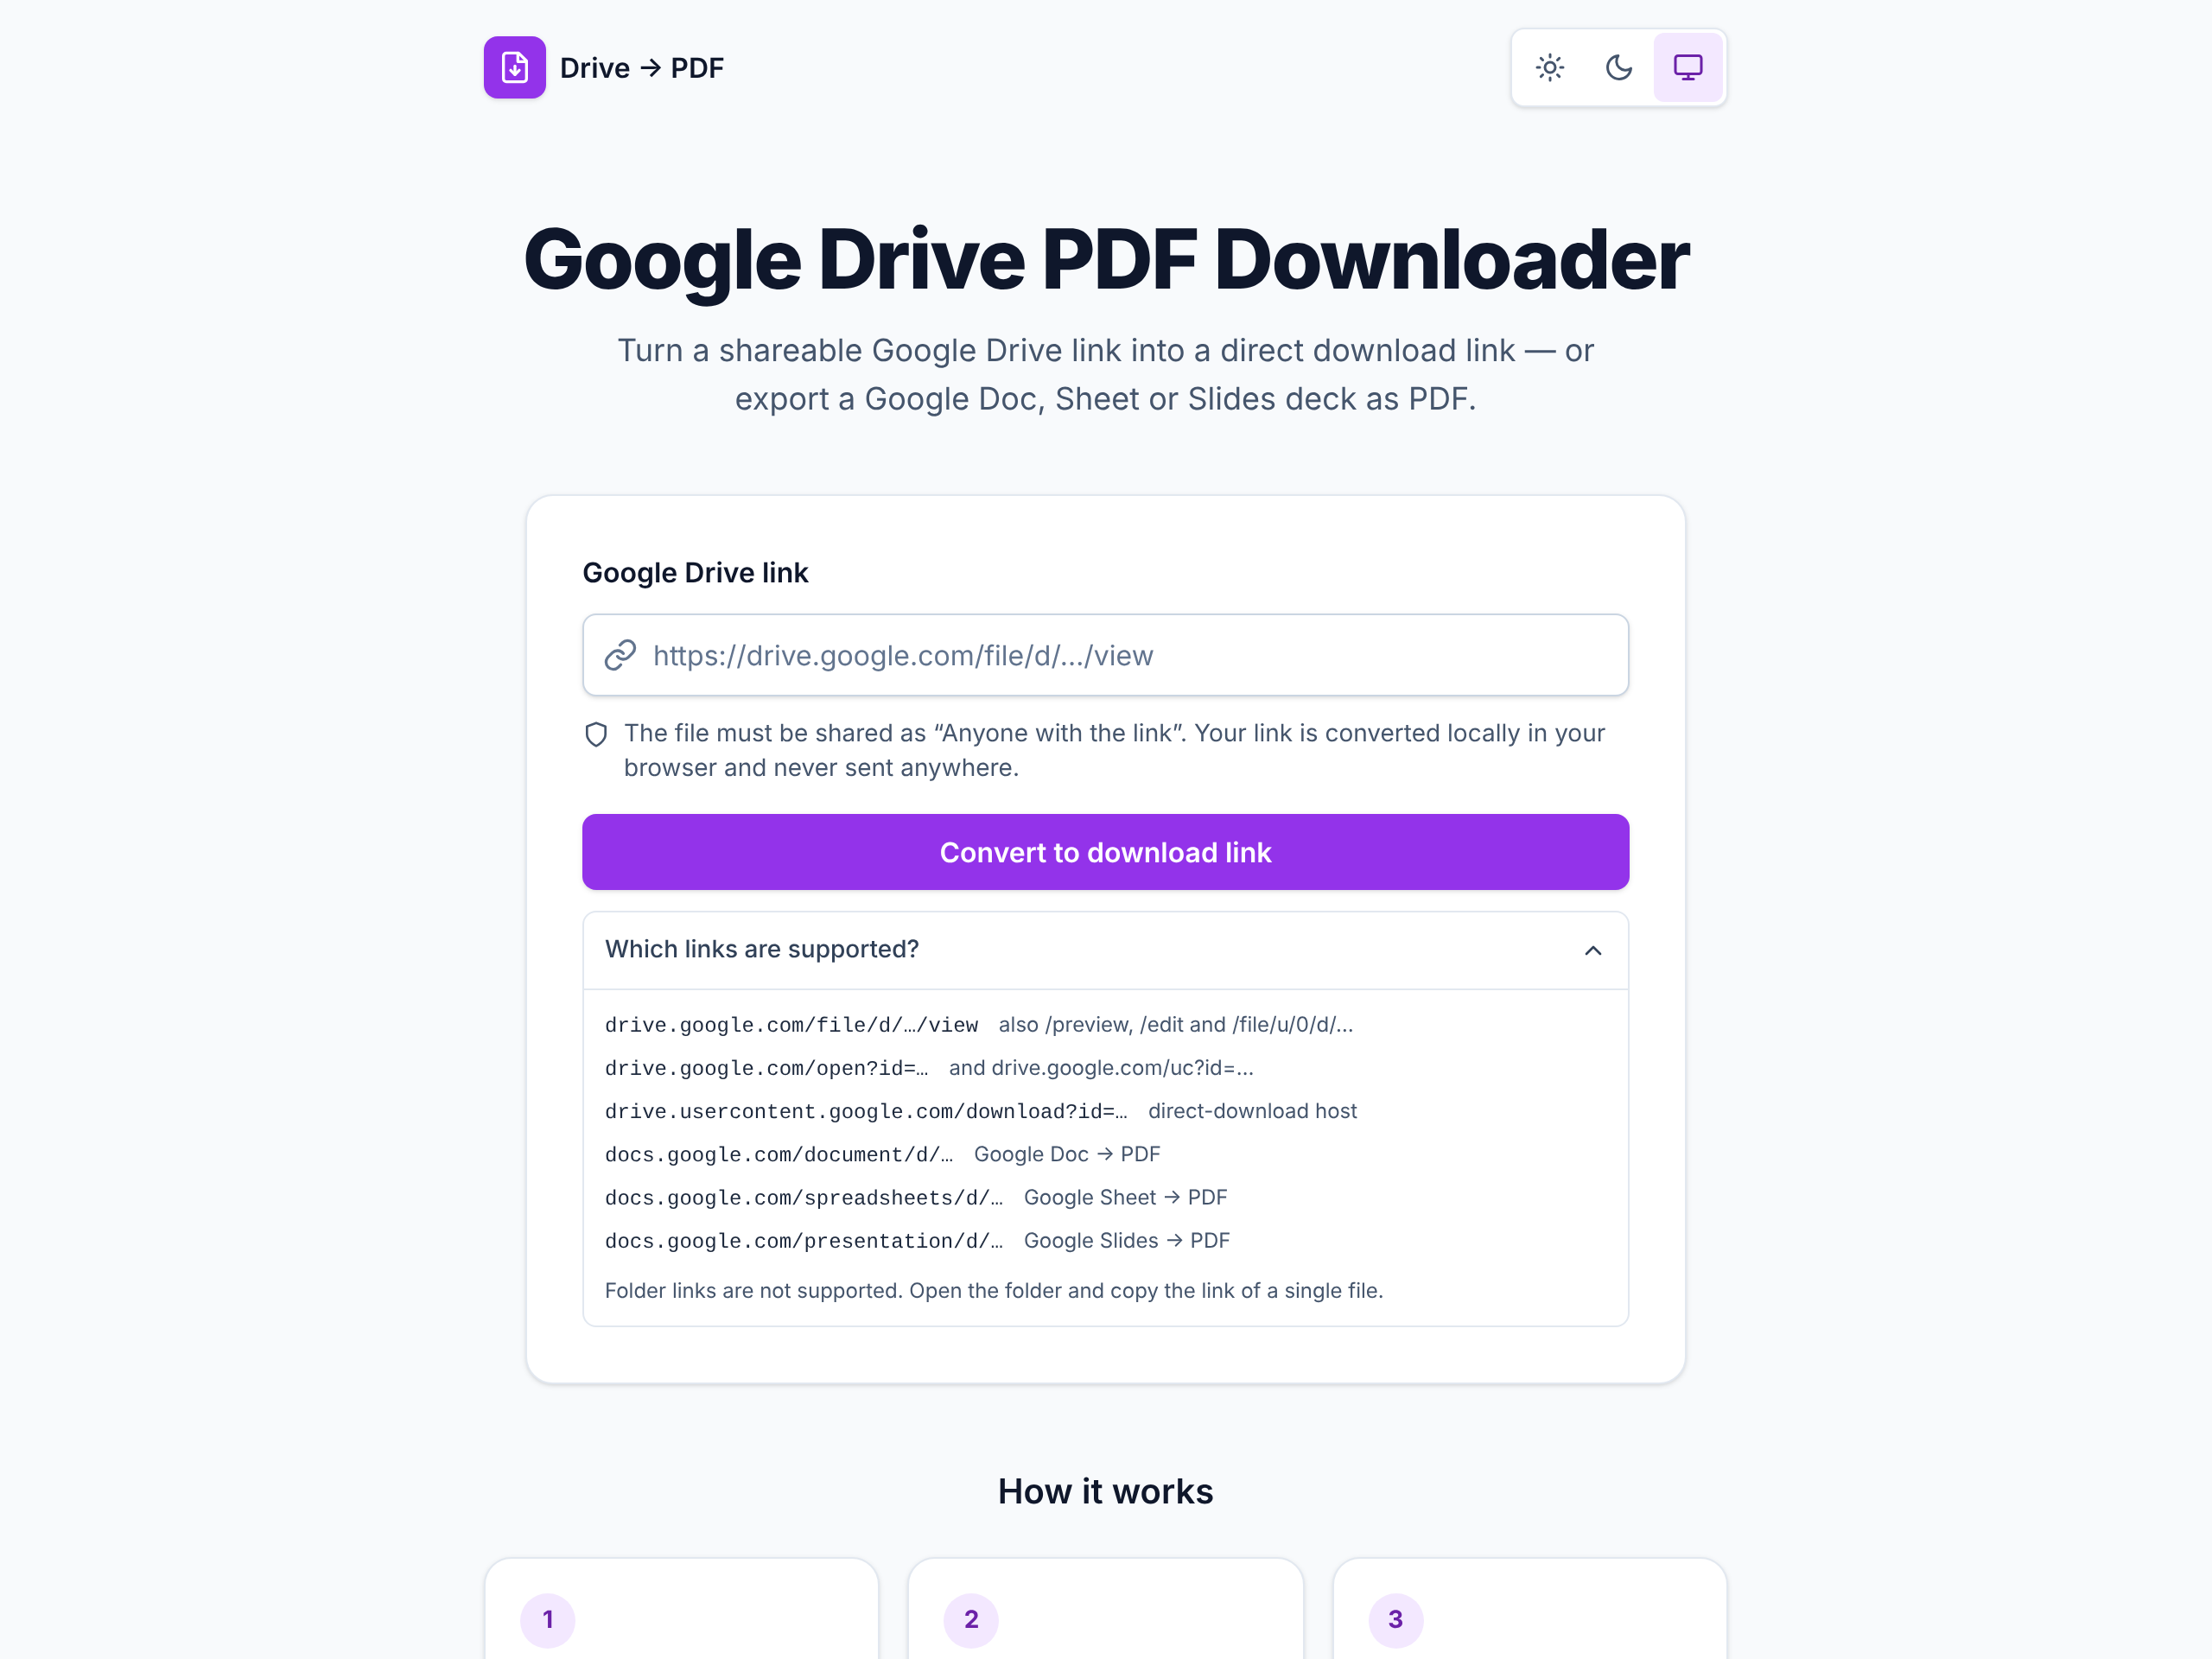 Drive → PDF
Google Drive PDF Downloader
Turn a shareable Google Drive link into a direct download link — or
export a Google Doc, Sheet or Slides deck as PDF.
Google Drive link
https://drive.google.com/file/d/.../view
The file must be shared as “Anyone with the link”. Your link is converted locally in your
browser and never sent anywhere.
Convert to download link
Which links are supported?
drive.google.com/file/d/…/view also /preview, /edit and /file/u/0/d/…
drive.google.com/open?id=… and drive.google.com/uc?id=…
drive.usercontent.google.com/download?id=… direct-download host
docs.google.com/document/d/… Google Doc → PDF
docs.google.com/spreadsheets/d/… Google Sheet → PDF
docs.google.com/presentation/d/… Google Slides → PDF
Folder links are not supported. Open the folder and copy the link of a single file.
How it works
1
2
3